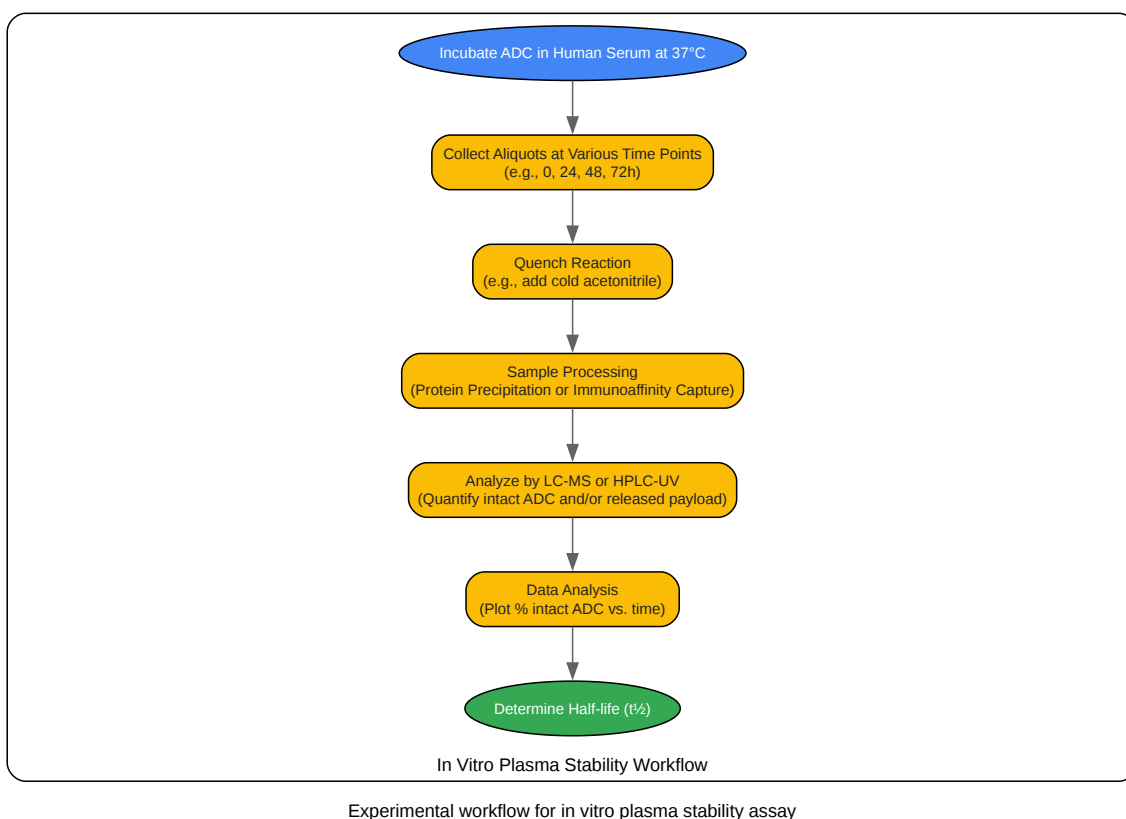 Incubate ADC in Human Serum at 37°C
Collect Aliquots at Various Time Points
(e.g., 0, 24, 48, 72h)
Quench Reaction
(e.g., add cold acetonitrile)
Sample Processing
(Protein Precipitation or Immunoaffinity Capture)
Analyze by LC-MS or HPLC-UV
(Quantify intact ADC and/or released payload)
Data Analysis
(Plot % intact ADC vs. time)
Determine Half-life (t½)
In Vitro Plasma Stability Workflow
Experimental workflow for in vitro plasma stability assay